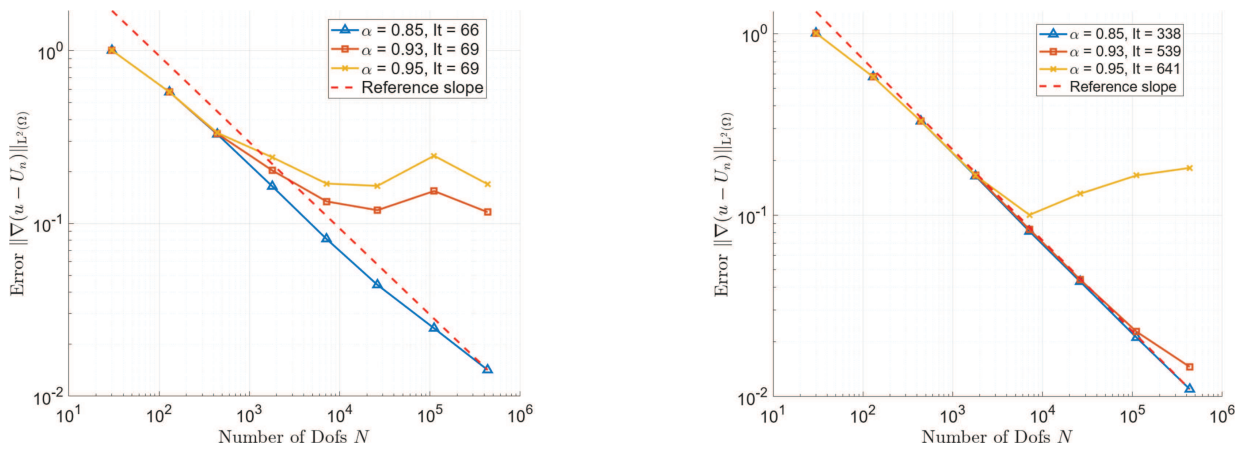 α = 0.85, It = 66
α = 0.93, It = 69
α = 0.95, It = 69
Reference slope
10^0
10^-1
10^-2
10^1 10^2 10^3 10^4 10^5 10^6
Error ‖∇(u − U_n)‖_{L^2(Ω)}
Number of Dofs N
α = 0.85, It = 338
α = 0.93, It = 539
α = 0.95, It = 641
Reference slope
10^0
10^-1
10^-2
10^1 10^2 10^3 10^4 10^5 10^6
Error ‖∇(u − U_n)‖_{L^2(Ω)}
Number of Dofs N